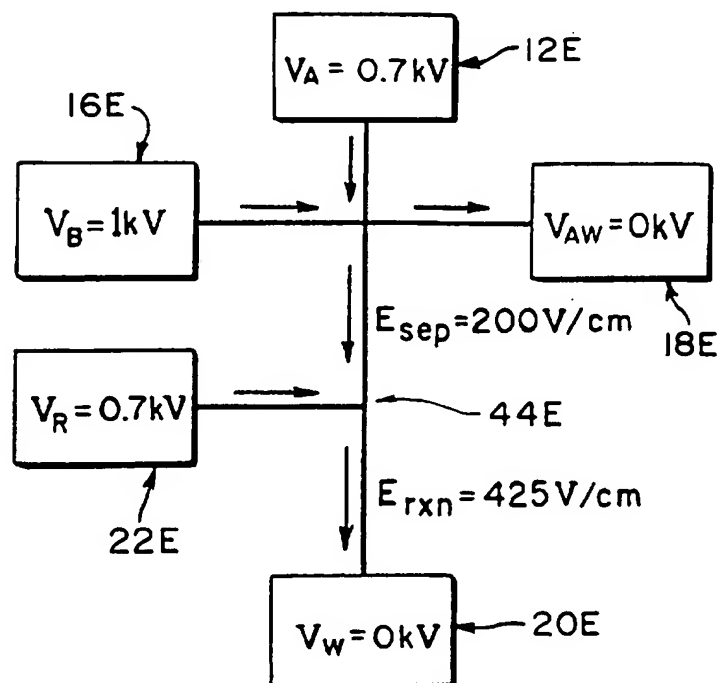 V_A = 0.7kV
12E
16E
V_B = 1kV
V_AW = 0kV
18E
E_sep = 200V/cm
V_R = 0.7kV
44E
22E
E_rxn = 425V/cm
V_W = 0kV
20E